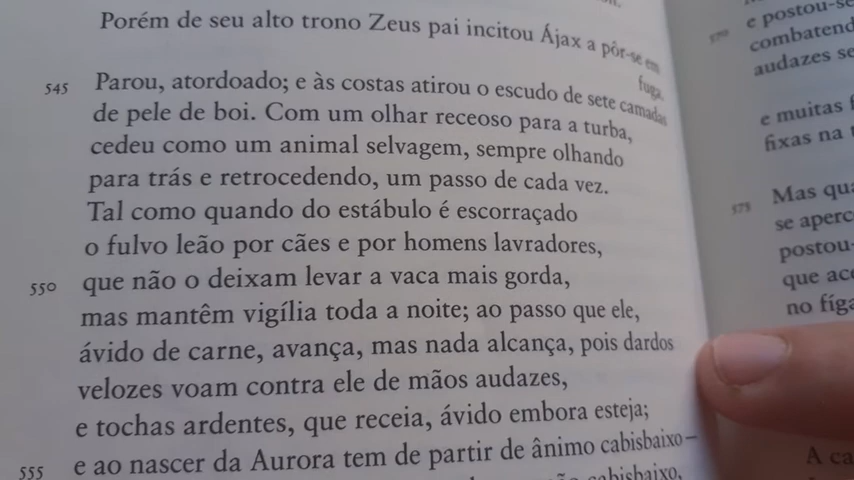 Porém de seu alto trono Zeus pai incitou Ájax a pôr-se em
fuga.
545 Parou, atordoado; e às costas atirou o escudo de sete camadas
de pele de boi. Com um olhar receoso para a turba,
cedeu como um animal selvagem, sempre olhando
para trás e retrocedendo, um passo de cada vez.
Tal como quando do estábulo é escorraçado
o fulvo leão por cães e por homens lavradores,
550 que não o deixam levar a vaca mais gorda,
mas mantêm vigília toda a noite; ao passo que ele,
ávido de carne, avança, mas nada alcança, pois dardos
velozes voam contra ele de mãos audazes,
e tochas ardentes, que receia, ávido embora esteja;
555 e ao nascer da Aurora tem de partir de ânimo cabisbaixo –
cabisbaixo,
570 e postou-se
combatend
audazes se
e muitas
fixas na
575 Mas qua
se aperc
postou-
que ac
no fíga
A ca